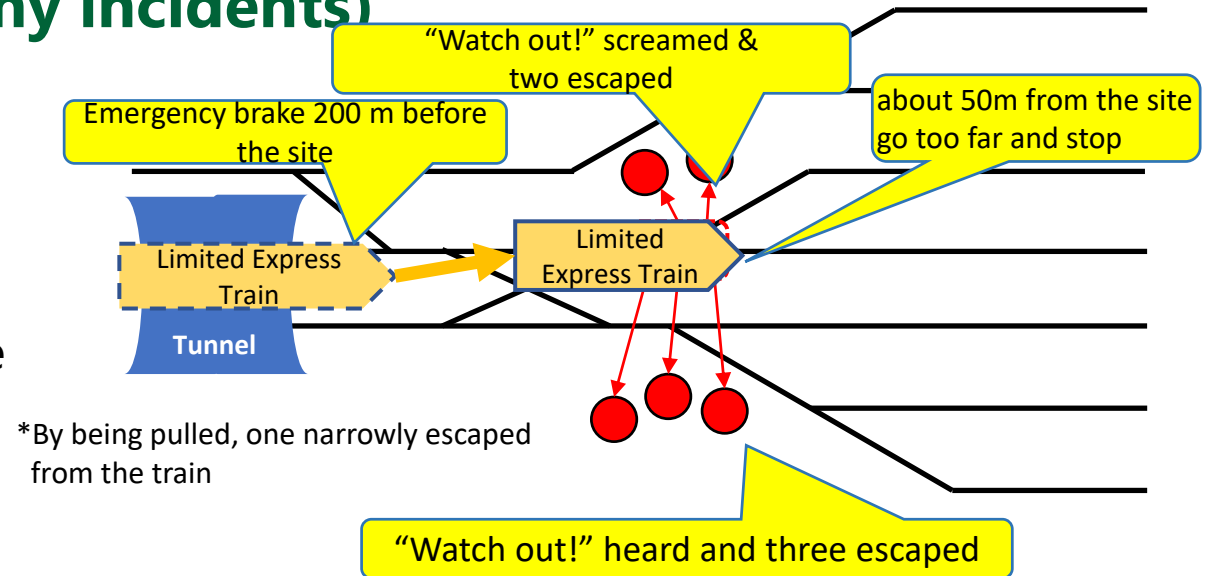 ny incidents)
“Watch out!” screamed &
two escaped
Emergency brake 200 m before
the site
about 50m from the site
go too far and stop
Limited Express
Train
Limited
Express Train
Tunnel
e
*By being pulled, one narrowly escaped
from the train
“Watch out!” heard and three escaped